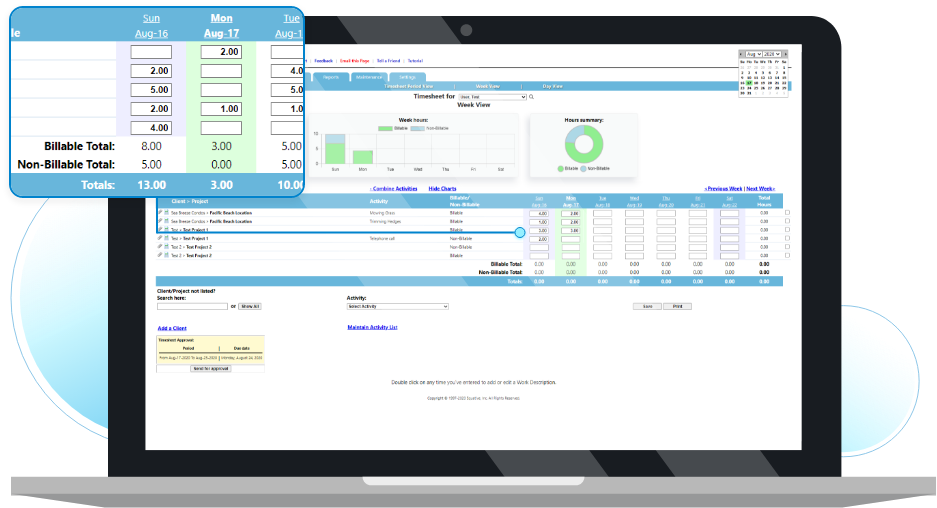 Sun Mon Tue
le Aug-16 Aug-17 Aug-1
2.00
2.00 4.0
5.00 5.0
2.00 1.00 1.0
4.00
Billable Total: 8.00 3.00 5.00
Non-Billable Total: 5.00 0.00 5.00
Totals: 13.00 3.00 10.00
Feedback | Email this Page | Tell a Friend | Tutorial
Reports Maintenance Settings
Timesheet Period View | Week View | Day View
Aug 2020
Su Mo Tu We Th Fr Sa
Timesheet for
Week View
Week hours:
Billable Non-Billable
10
5
0
Sun Mon Tue Wed Thu Fri Sat
Hours summary:
Billable Non-Billable
Combine Activities Hide Charts
<Previous Week | Next Week>
Client > Project Activity Billable/ Non-Billable Sun Aug-16 Mon Aug-17 Tue Aug-18 Wed Aug-19 Thu Aug-20 Fri Aug-21 Sat Aug-22 Total Hours
Sea Breeze Condos > Pacific Beach Location Mowing Grass Billable 4.00 2.00 0.00
Sea Breeze Condos > Pacific Beach Location Trimming Hedges Billable 1.00 2.00 0.00
Test > Test Project 1 Billable 3.00 0.00
Test > Test Project 1 Telephone call Non-Billable 2.00 0.00
Test 2 > Test Project 2 Non-Billable 0.00
Test 2 > Test Project 2 Billable 0.00
Billable Total: 0.00 0.00 0.00 0.00 0.00 0.00 0.00 0.00
Non-Billable Total: 0.00 0.00 0.00 0.00 0.00 0.00 0.00 0.00
Totals: 0.00 0.00 0.00 0.00 0.00 0.00 0.00 0.00
Client/Project not listed?
Search here: Activity:
or Show All Select Activity Save Print
Add a Client Maintain Activity List
Timesheet Approval
Period | Due date
From Aug-17-2020 To Aug-23-2020 | Monday, August 24, 2020
Send for approval
Double click on any time you've entered to add or edit a Work Description.
Copyright © 1997-2020 Inc. All Rights Reserved.